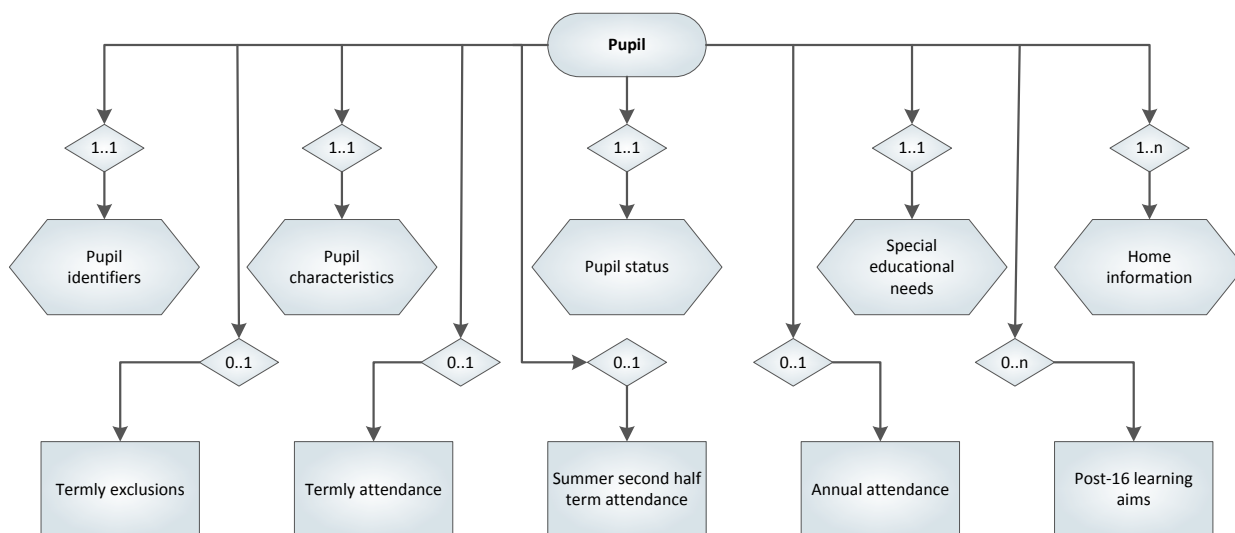 Pupil
1..1
1..1
1..1
1..1
1..n
Pupil
identifiers
Pupil
characteristics
Pupil status
Special
educational
needs
Home
information
0..1
0..1
0..1
0..1
0..n
Termly exclusions
Termly attendance
Summer second half
term attendance
Annual attendance
Post-16 learning
aims